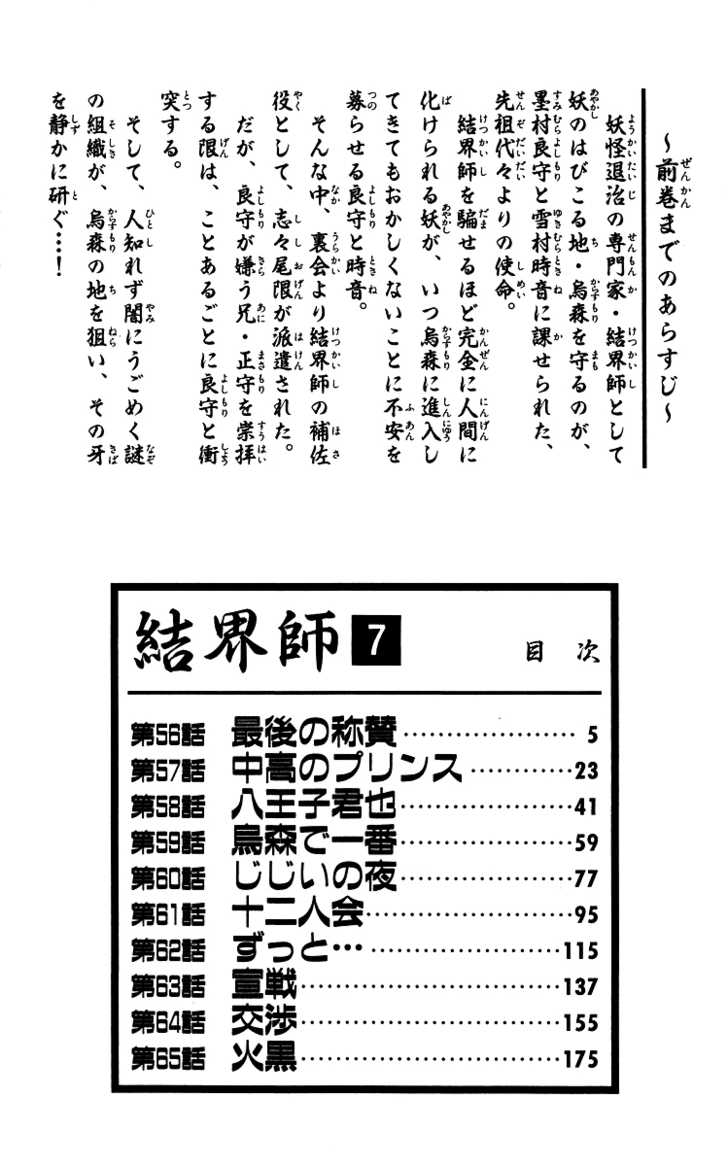 ～前巻までのあらすじ～
妖怪退治の専門家・結界師として
妖のはびこる地・烏森を守るのが、
墨村良守と雪村時音に課せられた、
先祖代々よりの使命。
結界師を騙せるほど完全に人間に
化けられる妖が、いつ烏森に進入し
てきてもおかしくないことに不安を
募らせる良守と時音。
そんな中、裏会より結界師の補佐
役として、志々尾限が派遣された。
だが、良守が嫌う兄・正守を崇拝
する限は、ことあるごとに良守と衝
突する。
そして、人知れず闇にうごめく謎
の組織が、烏森の地を狙い、その牙
を静かに研ぐ…！
結界師 7 目次
第56話 最後の称賛 5
第57話 中高のプリンス 23
第58話 八王子君也 41
第59話 烏森で一番 59
第60話 じじいの夜 77
第61話 十二人会 95
第62話 ずっと… 115
第63話 宣戦 137
第64話 交渉 155
第65話 火黒 175